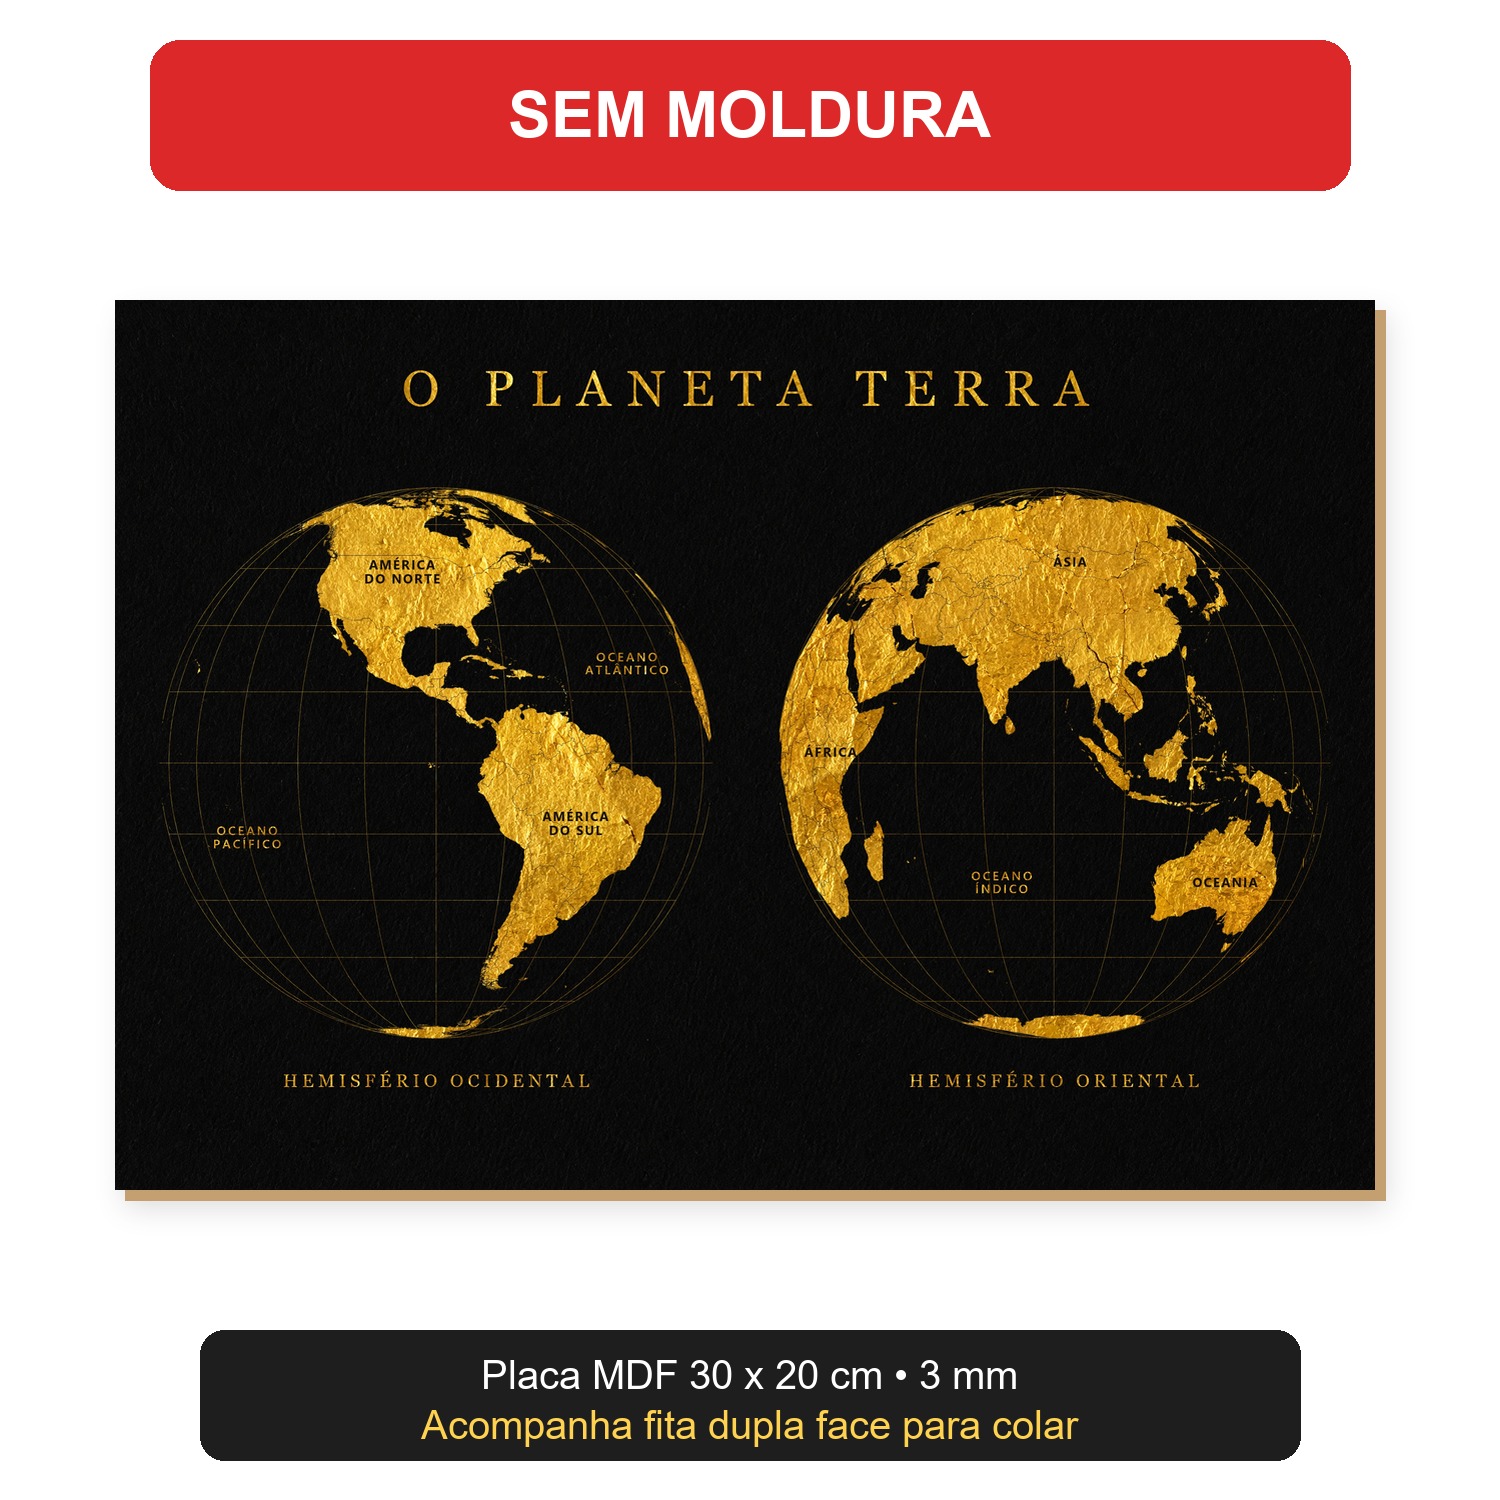 SEM MOLDURA
O PLANETA TERRA
AMÉRICA
DO NORTE
OCEANO
ATLÂNTICO
AMÉRICA
DO SUL
OCEANO
PACÍFICO
HEMISFÉRIO OCIDENTAL
ÁSIA
ÁFRICA
OCEANO
ÍNDICO
OCEANIA
HEMISFÉRIO ORIENTAL
Placa MDF 30 x 20 cm • 3 mm
Acompanha fita dupla face para colar